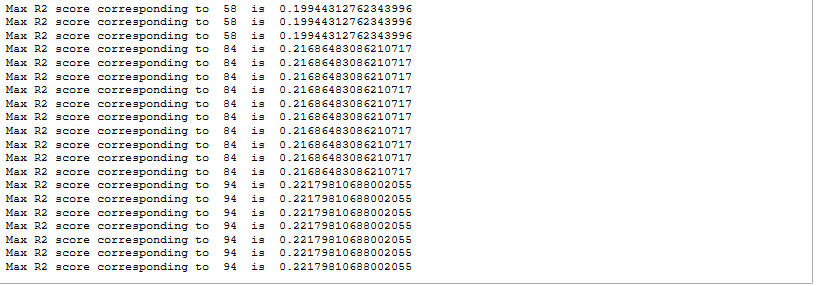 Max R2 score corresponding to  58  is  0.19944312762343996
Max R2 score corresponding to  58  is  0.19944312762343996
Max R2 score corresponding to  58  is  0.19944312762343996
Max R2 score corresponding to  84  is  0.21686483086210717
Max R2 score corresponding to  84  is  0.21686483086210717
Max R2 score corresponding to  84  is  0.21686483086210717
Max R2 score corresponding to  84  is  0.21686483086210717
Max R2 score corresponding to  84  is  0.21686483086210717
Max R2 score corresponding to  84  is  0.21686483086210717
Max R2 score corresponding to  84  is  0.21686483086210717
Max R2 score corresponding to  84  is  0.21686483086210717
Max R2 score corresponding to  84  is  0.21686483086210717
Max R2 score corresponding to  84  is  0.21686483086210717
Max R2 score corresponding to  94  is  0.22179810688002055
Max R2 score corresponding to  94  is  0.22179810688002055
Max R2 score corresponding to  94  is  0.22179810688002055
Max R2 score corresponding to  94  is  0.22179810688002055
Max R2 score corresponding to  94  is  0.22179810688002055
Max R2 score corresponding to  94  is  0.22179810688002055
Max R2 score corresponding to  94  is  0.22179810688002055